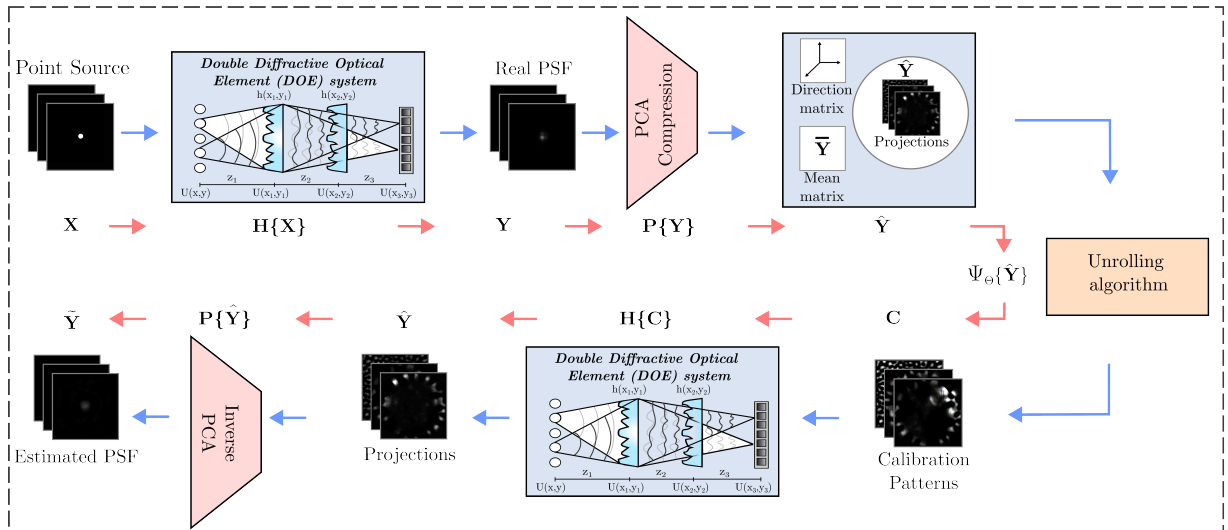 Point Source
Double Diffractive Optical
Element (DOE) system
h(x₁,y₁)
h(x₂,y₂)
z₁
z₂
z₃
U(x,y)
U(x₁,y₁)
U(x₂,y₂)
U(x₃,y₃)
Real PSF
PCA
Compression
Direction
matrix
Ȳ
Mean
matrix
Ŷ
Projections
X
H{X}
Y
P{Y}
Ŷ
Ψ_Θ{Ŷ}
Unrolling
algorithm
Ỹ
P{Ŷ}
Ŷ
H{C}
C
Estimated PSF
Inverse
PCA
Projections
Double Diffractive Optical
Element (DOE) system
h(x₁,y₁)
h(x₂,y₂)
z₁
z₂
z₃
U(x,y)
U(x₁,y₁)
U(x₂,y₂)
U(x₃,y₃)
Calibration
Patterns